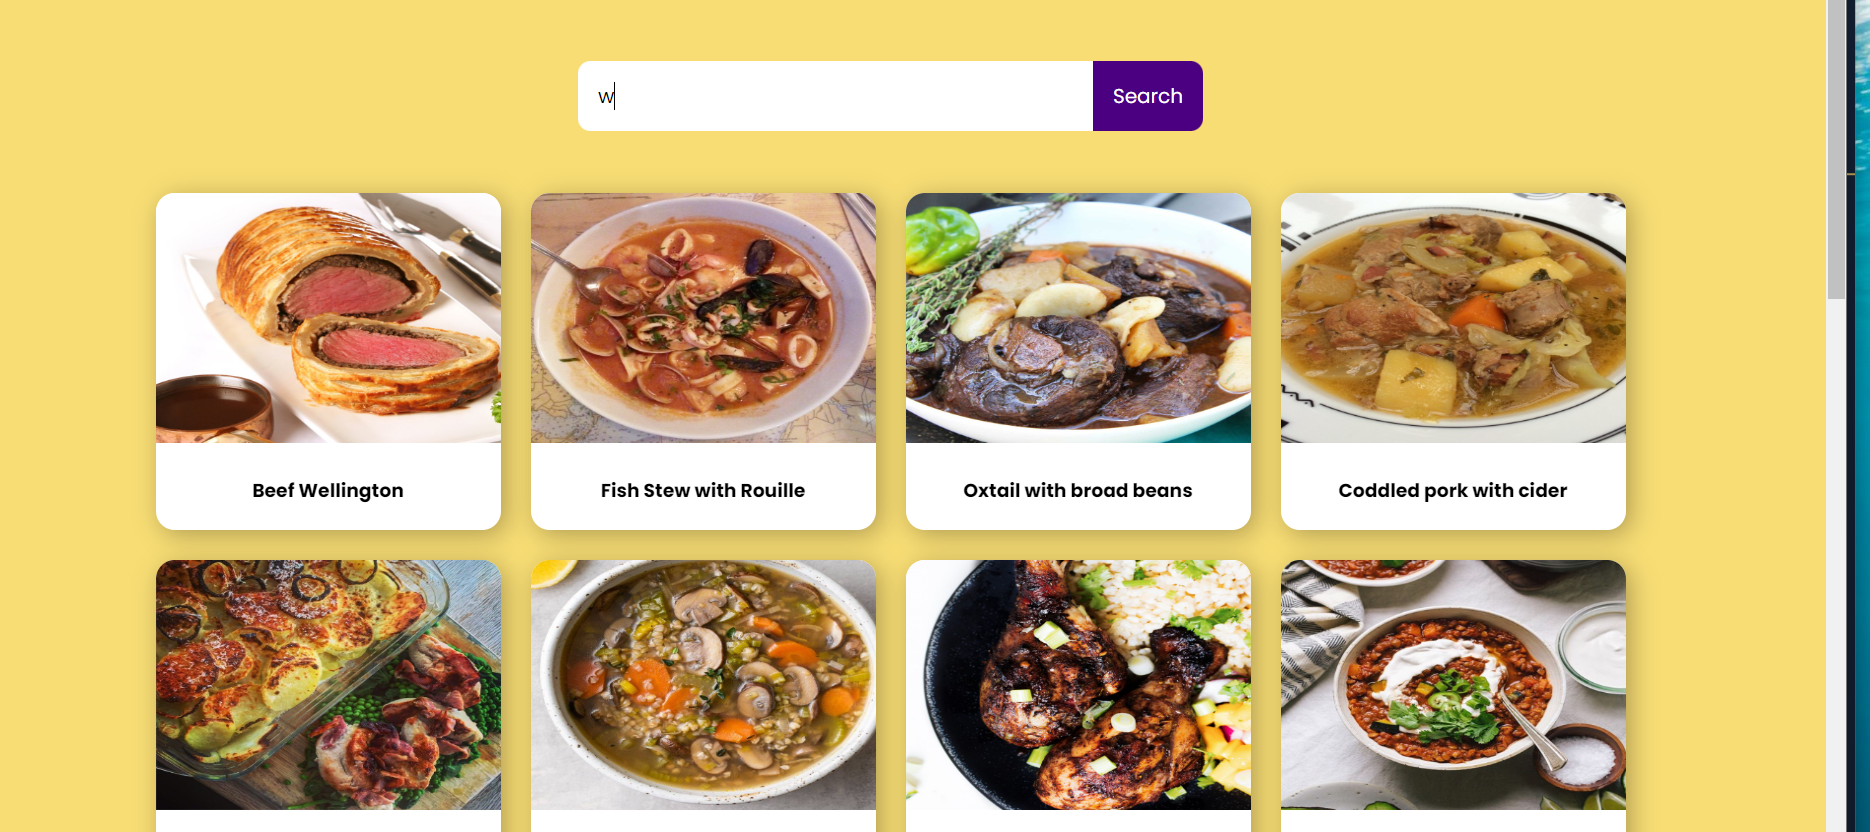 w
Search
Beef Wellington
Fish Stew with Rouille
Oxtail with broad beans
Coddled pork with cider